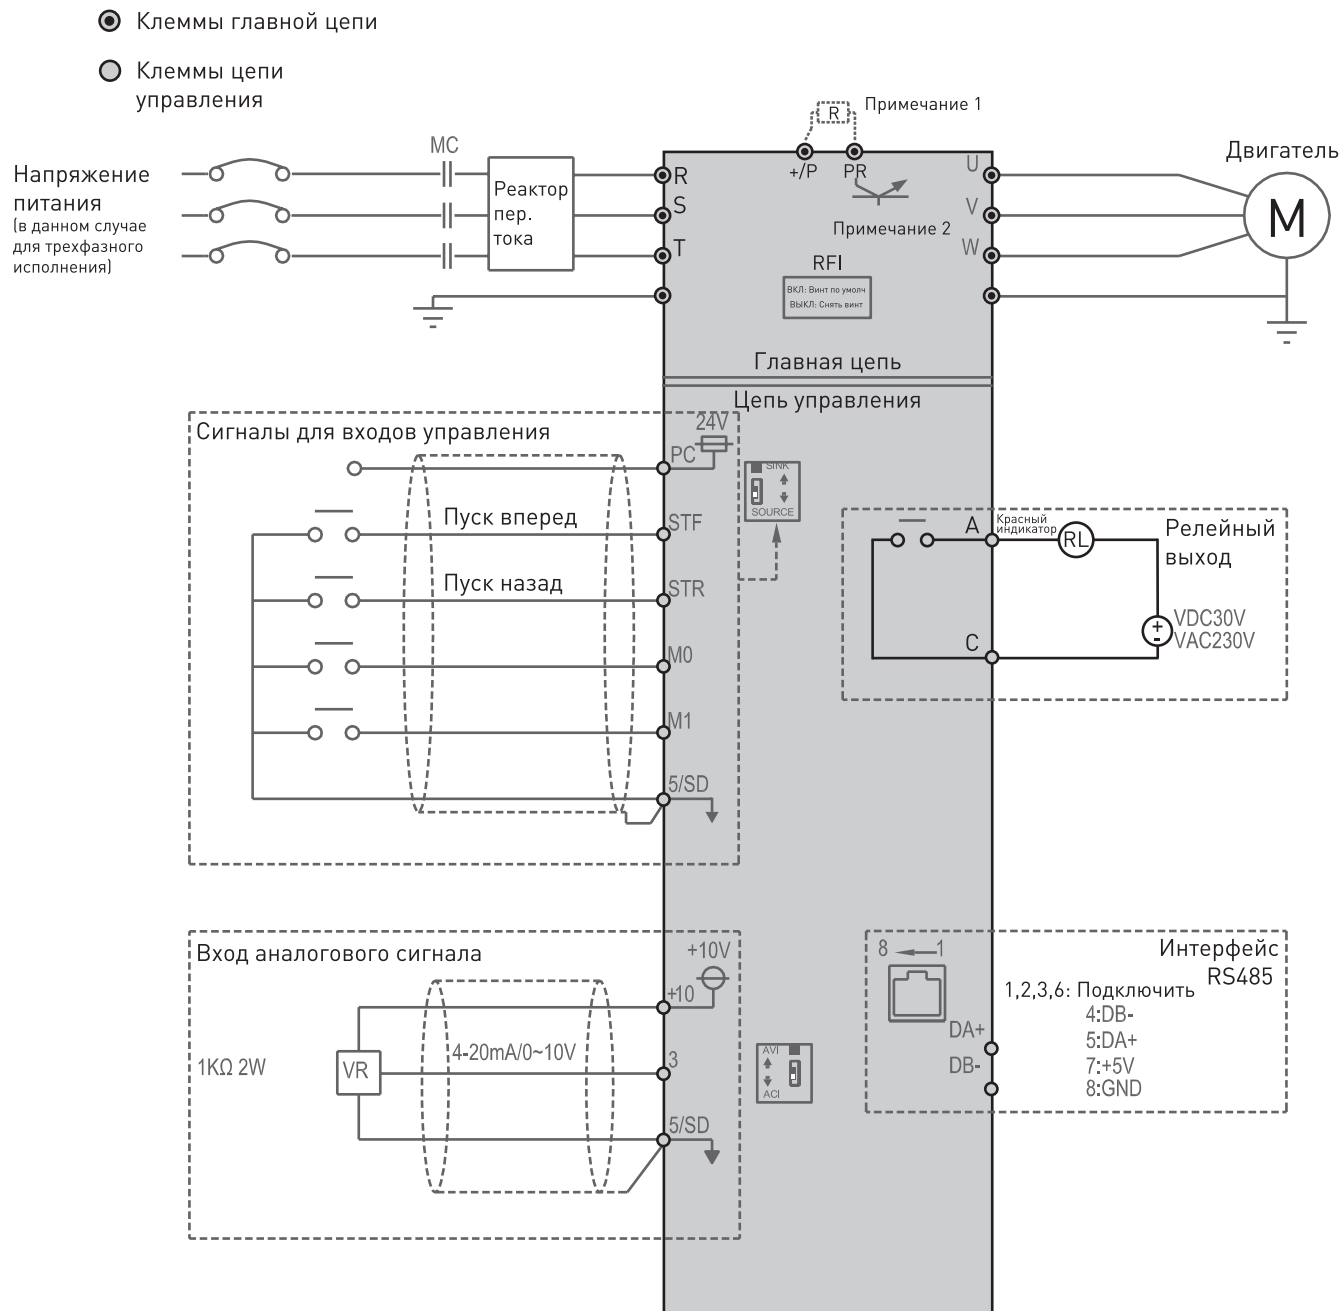 Клеммы главной цепи
Клеммы цепи
управления
Примечание 1
R
MC
+/P
PR
Двигатель
Напряжение
питания
(в данном случае
для трехфазного
исполнения)
Реактор
пер.
тока
R
S
T
U
V
W
M
Примечание 2
RFI
ВКЛ: Винт по умолч
ВЫКЛ: Снять винт
Главная цепь
Цепь управления
Сигналы для входов управления
24V
PC
SINK
SOURCE
Пуск вперед
STF
Пуск назад
STR
M0
M1
5/SD
A
Красный
индикатор
RL
Релейный
выход
C
+
-
VDC30V
VAC230V
Вход аналогового сигнала
+10V
+10
4-20mA/0~10V
3
1KΩ 2W
VR
5/SD
AVI
ACI
8
1
Интерфейс
RS485
1,2,3,6: Подключить
4:DB-
5:DA+
7:+5V
8:GND
DA+
DB-